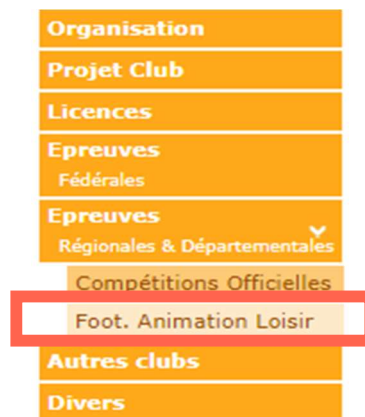 Organisation
Projet Club
Licences
Epreuves
Fédérales
Epreuves
Régionales & Départementales
Compétitions Officielles
Foot. Animation Loisir
Autres clubs
Divers